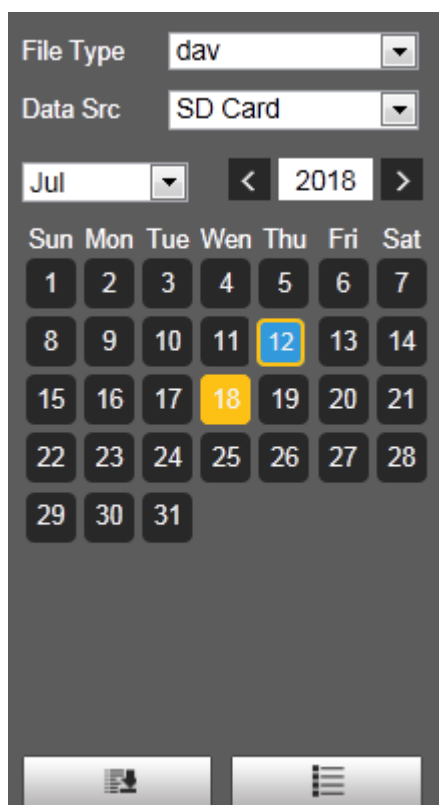 File Type dav
Data Src SD Card
Jul < 2018 >
Sun Mon Tue Wen Thu Fri Sat
1 2 3 4 5 6 7
8 9 10 11 12 13 14
15 16 17 18 19 20 21
22 23 24 25 26 27 28
29 30 31